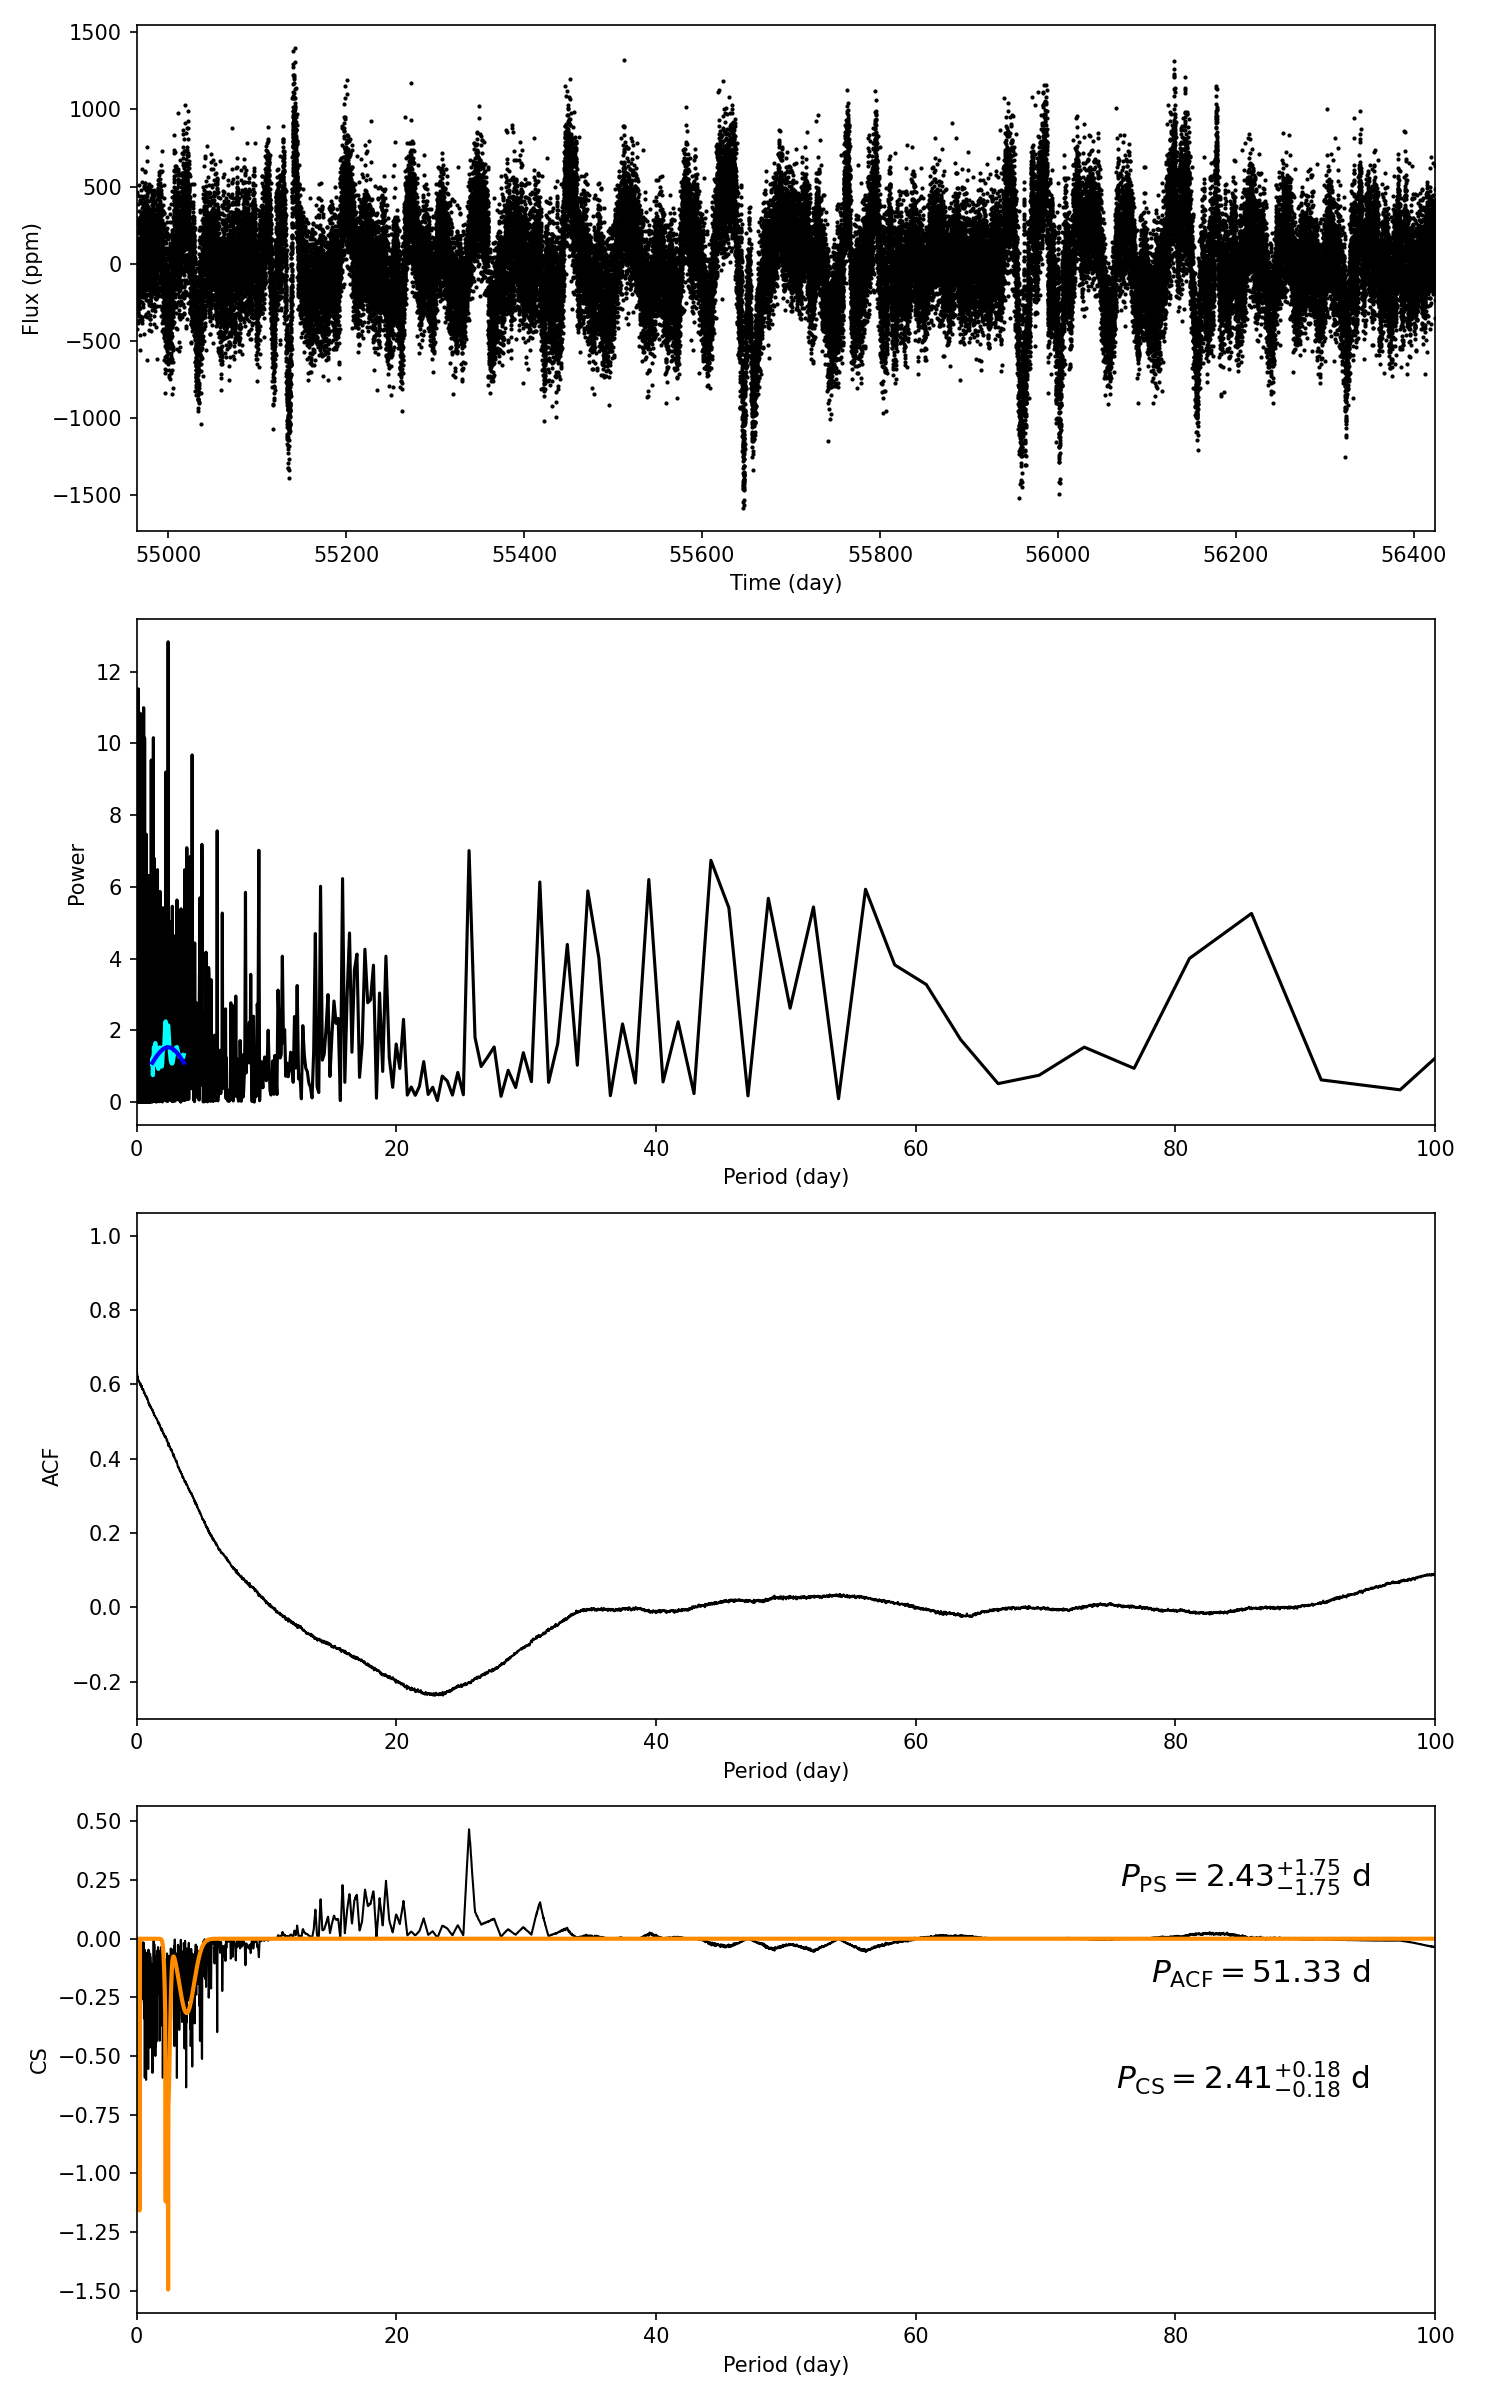 1500
1000
500
0
−500
−1000
−1500
Flux (ppm)
55000 55200 55400 55600 55800 56000 56200 56400
Time (day)
12
10
8
6
4
2
0
Power
0 20 40 60 80 100
Period (day)
1.0
0.8
0.6
0.4
0.2
0.0
−0.2
ACF
0 20 40 60 80 100
Period (day)
0.50
0.25
0.00
−0.25
−0.50
−0.75
−1.00
−1.25
−1.50
CS
P_PS = 2.43^{+1.75}_{−1.75} d
P_ACF = 51.33 d
P_CS = 2.41^{+0.18}_{−0.18} d
0 20 40 60 80 100
Period (day)